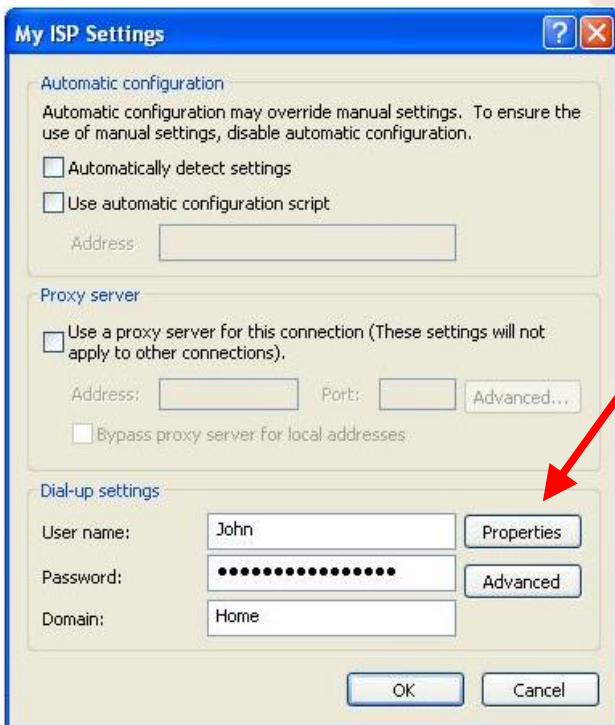 My ISP Settings
Automatic configuration
Automatic configuration may override manual settings. To ensure the
use of manual settings, disable automatic configuration.
Automatically detect settings
Use automatic configuration script
Address
Proxy server
Use a proxy server for this connection (These settings will not
apply to other connections).
Address: Port: Advanced...
Bypass proxy server for local addresses
Dial-up settings
User name: John Properties
Password: ●●●●●●●●●●●●●●●● Advanced
Domain: Home
OK Cancel